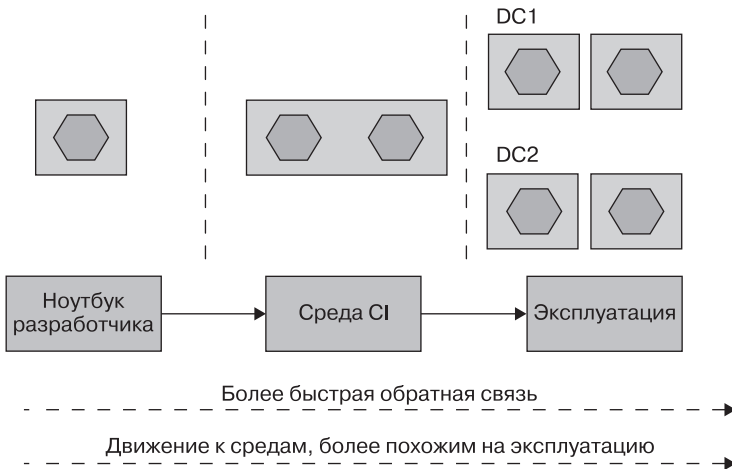 DC1
DC2
Ноутбук
разработчика
Среда CI
Эксплуатация
Более быстрая обратная связь
Движение к средам, более похожим на эксплуатацию